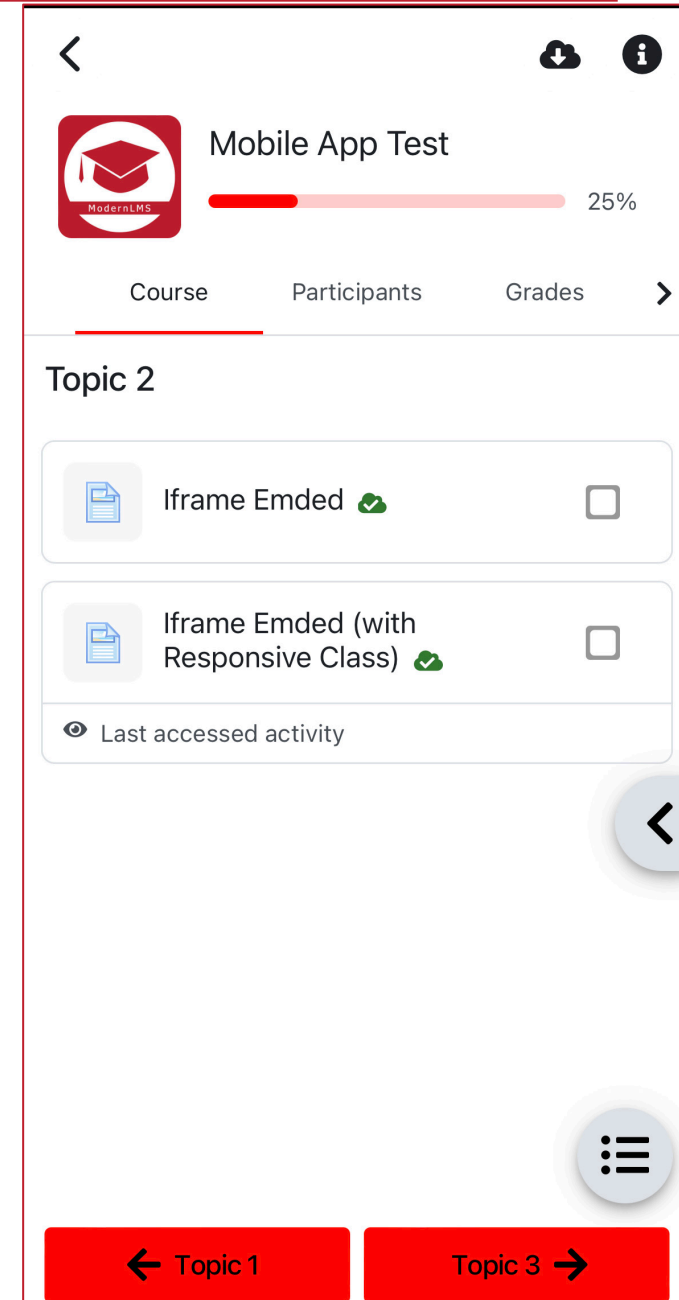 ModernLMS
Mobile App Test
25%
Course Participants Grades
Topic 2
Iframe Emded
Iframe Emded (with
Responsive Class)
Last accessed activity
Topic 1
Topic 3